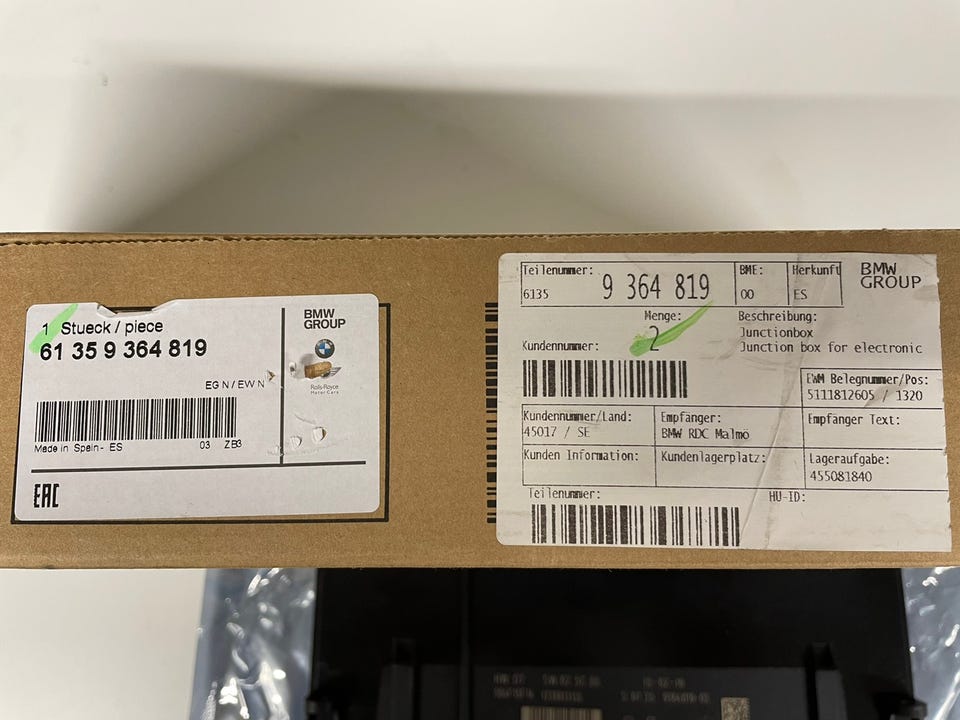 1 Stueck / piece
61 35 9 364 819
EG N / EW N
Made in Spain - ES 03 ZB3
EAC
BMW
GROUP
Rolls-Royce
Motor Cars
Teilenummer:
6135 9 364 819
BME:
00
Herkunft
ES
BMW
GROUP
Menge:
2
Beschreibung:
Junctionbox
Junction box for electronic
Kundennummer:
EWM Belegnummer/Pos:
5111812605 / 1320
Kundennummer/Land:
45017 / SE
Empfänger:
BMW RDC Malmö
Empfänger Text:
Kunden Information:
Kundenlagerplatz:
Lageraufgabe:
455081840
Teilenummer:
HU-ID: